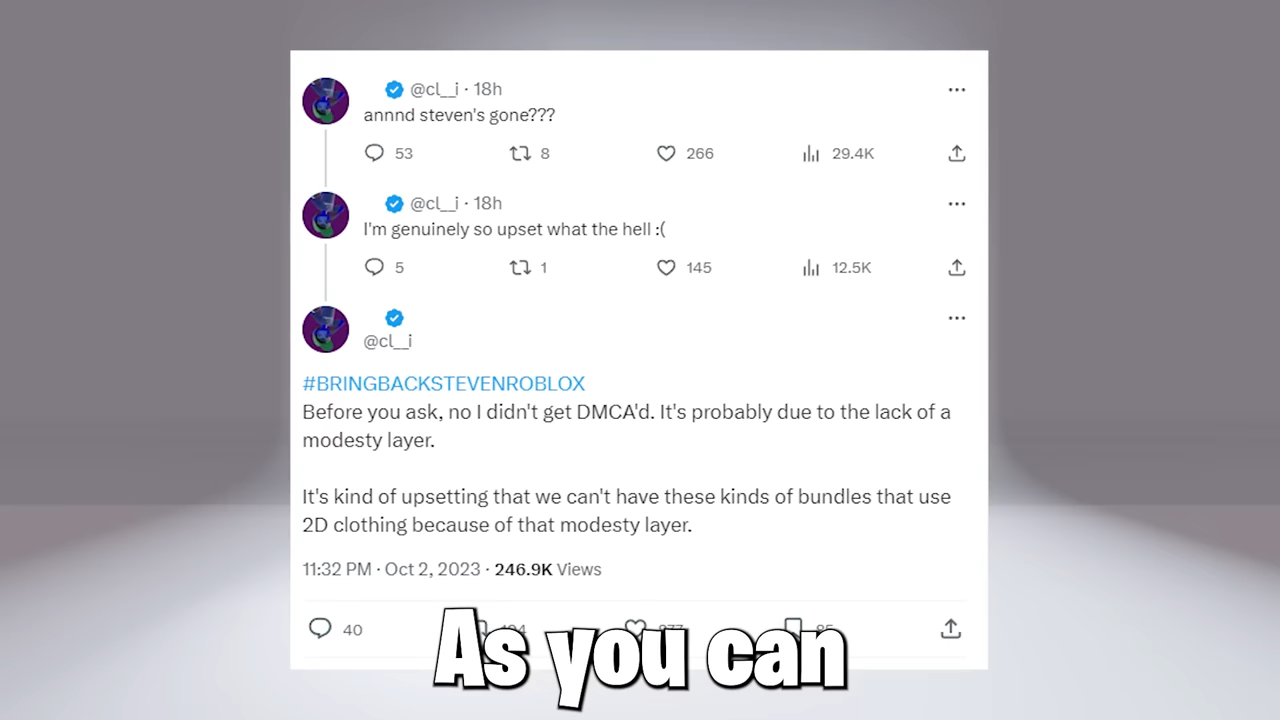 @cl__i · 18h
annnd steven's gone???
53 8 266 29.4K
@cl__i · 18h
I'm genuinely so upset what the hell :(
5 1 145 12.5K
@cl__i
#BRINGBACKSTEVENROBLOX
Before you ask, no I didn't get DMCA'd. It's probably due to the lack of a
modesty layer.
It's kind of upsetting that we can't have these kinds of bundles that use
2D clothing because of that modesty layer.
11:32 PM · Oct 2, 2023 · 246.9K Views
40
As you can